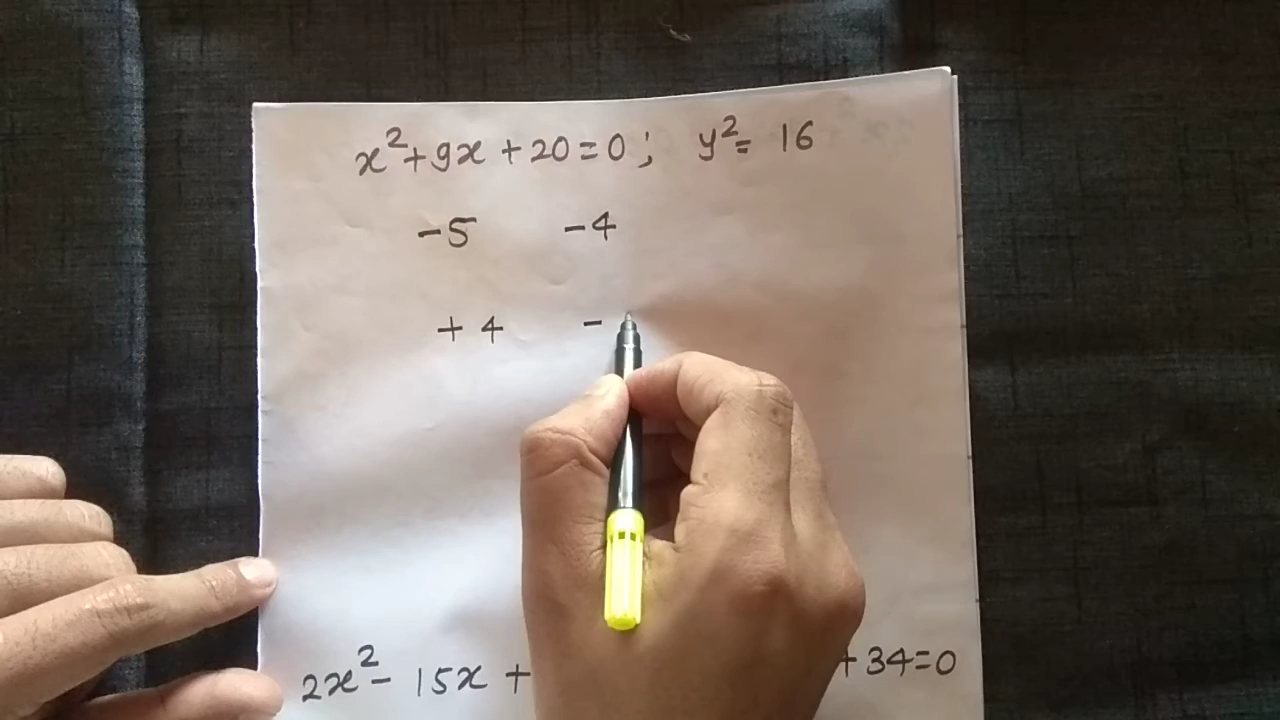 x²+9x+20=0; y²= 16
-5 -4
+4 -
2x²- 15x + +34=0